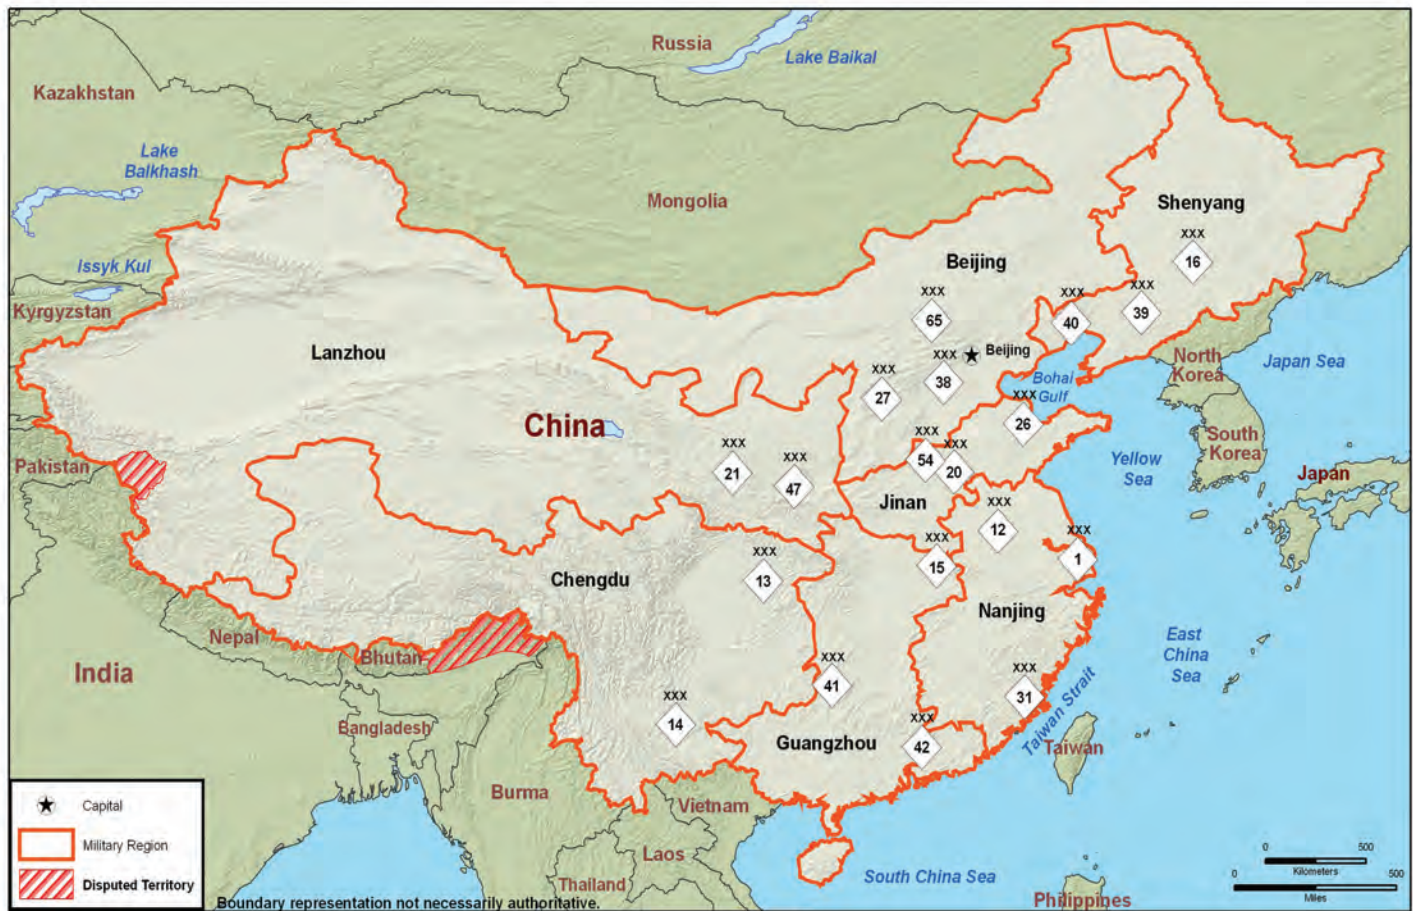 Russia
Lake Baikal
Kazakhstan
Lake
Balkhash
Mongolia
Shenyang
XXX
16
Issyk Kul
Beijing
Kyrgyzstan
XXX
65
XXX
40
XXX
39
Lanzhou
XXX
38
Beijing
North
Korea
Japan Sea
Bohai
Gulf
XXX
27
XXX
26
China
South
Korea
Pakistan
XXX
21
XXX
47
XXX
54
XXX
20
Yellow
Sea
Japan
Jinan
XXX
12
XXX
1
XXX
15
Chengdu
XXX
13
Nanjing
Nepal
Bhutan
India
East
China
Sea
XXX
41
XXX
31
XXX
14
Bangladesh
Guangzhou
XXX
42
Taiwan Strait
Taiwan
Burma
Vietnam
Laos
Thailand
South China Sea
Philippines
Capital
Military Region
Disputed Territory
Boundary representation not necessarily authoritative.
0 500
Kilometers
0 500
Miles